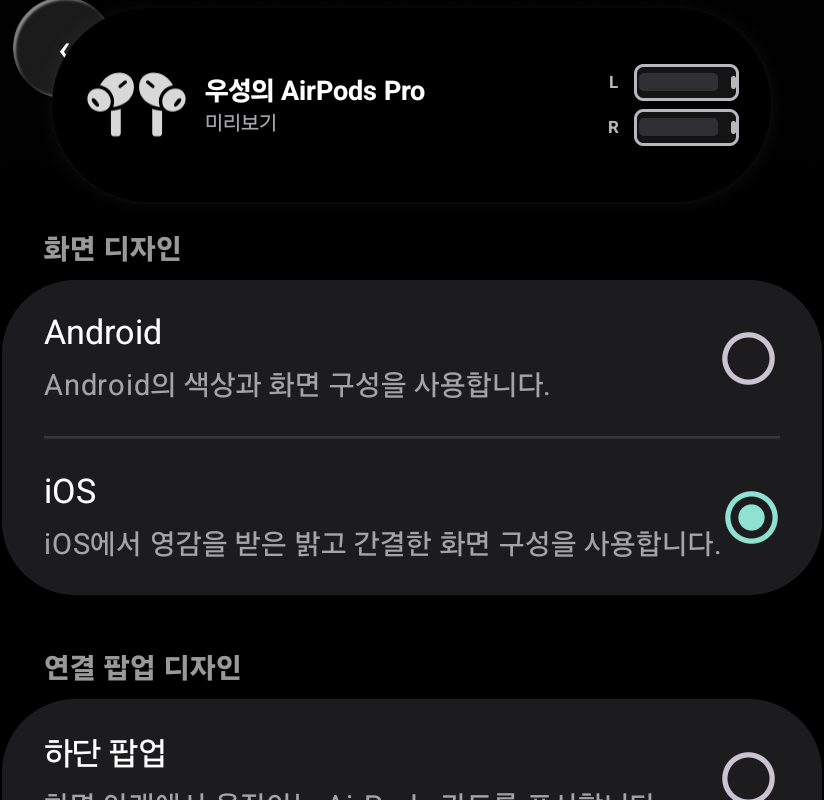 우성의 AirPods Pro
미리보기
L
R
화면 디자인
Android
Android의 색상과 화면 구성을 사용합니다.
iOS
iOS에서 영감을 받은 밝고 간결한 화면 구성을 사용합니다.
연결 팝업 디자인
하단 팝업